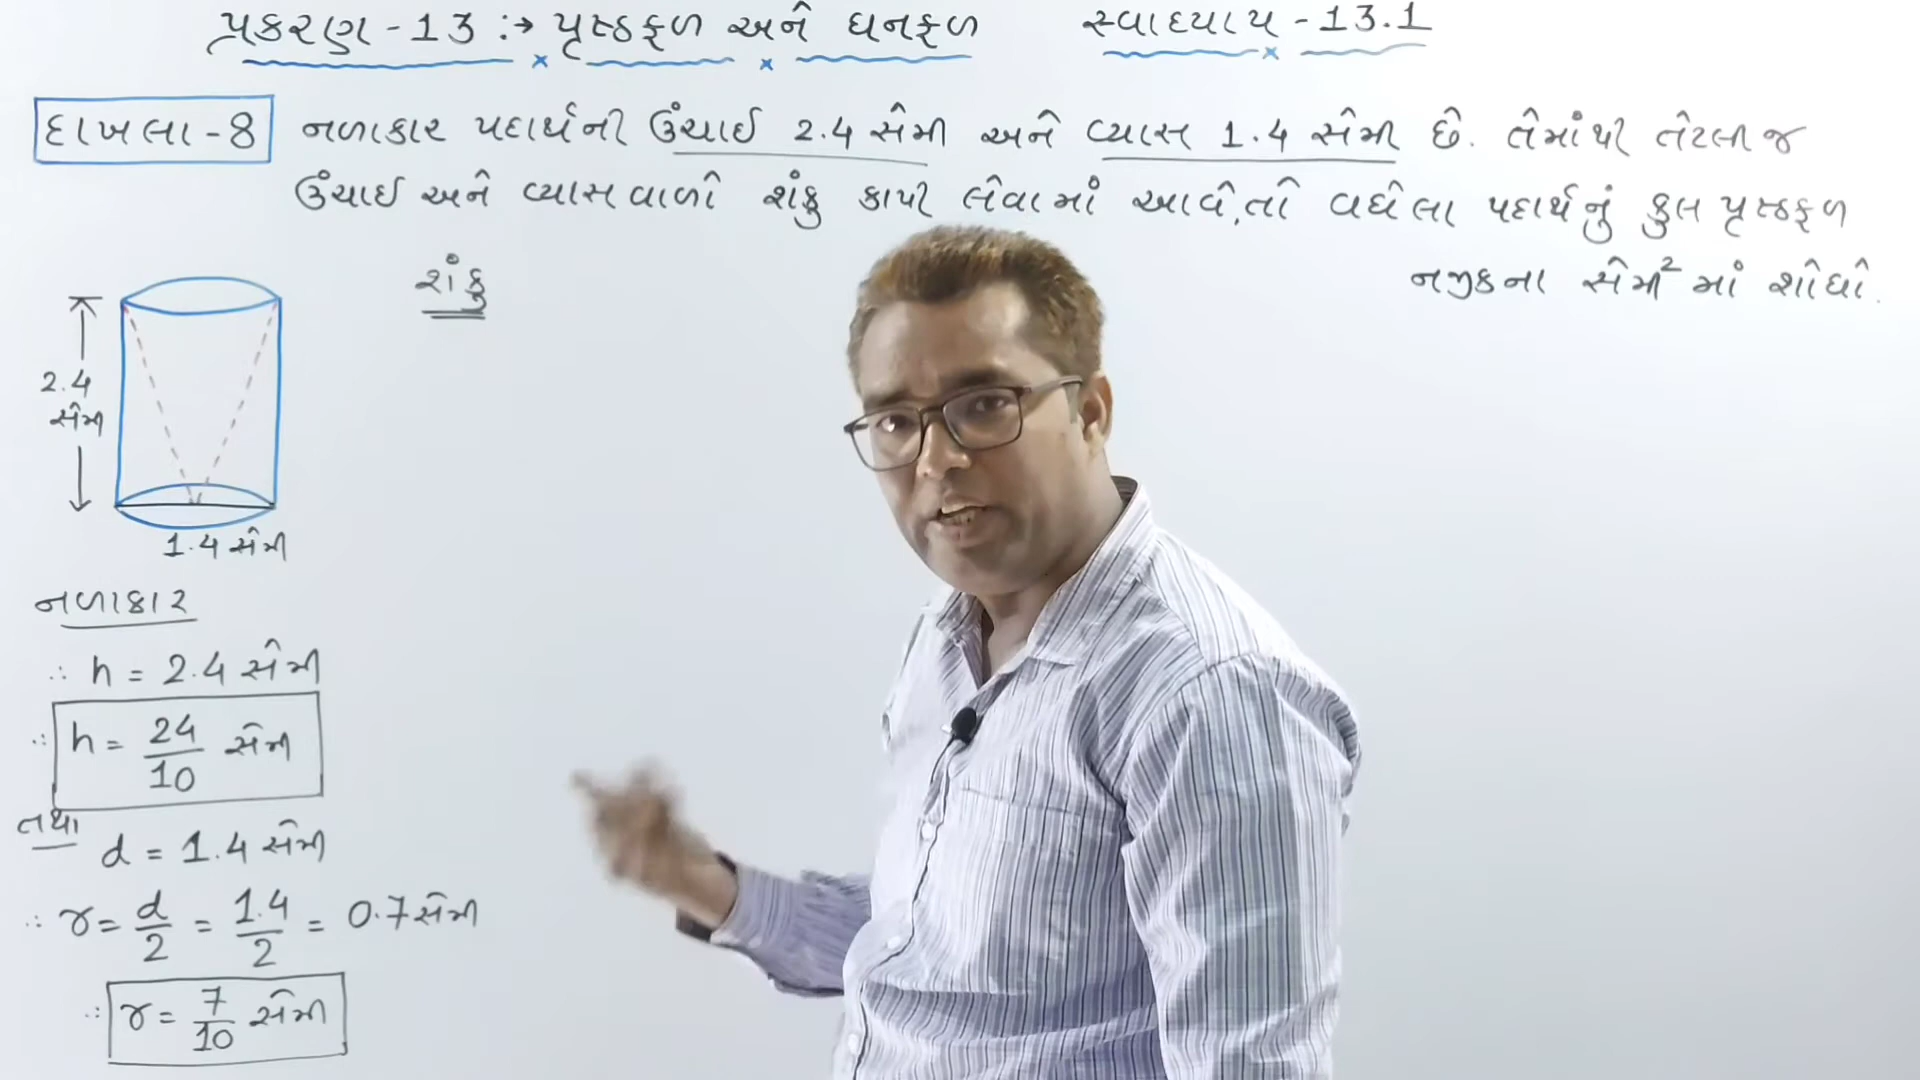 પ્રકરણ - 13 :→ પૃષ્ઠફળ અને ઘનફળ સ્વાધ્યાય - 13.1
દાખલા - 8 નળાકાર પદાર્થની ઉંચાઈ 2.4 સેમી અને વ્યાસ 1.4 સેમી છે. તેમાંથી તેટલી જ
ઉંચાઈ અને વ્યાસવાળો શંકુ કાપી લેવામાં આવે, તો વધેલા પદાર્થનું કુલ પૃષ્ઠફળ
નજીકના સેમી² માં શોધો.
શંકુ
2.4
સેમી
1.4 સેમી
નળાકાર
∴ h = 2.4 સેમી
∴ h = 24/10 સેમી
તથા
d = 1.4 સેમી
∴ r = d/2 = 1.4/2 = 0.7 સેમી
∴ r = 7/10 સેમી